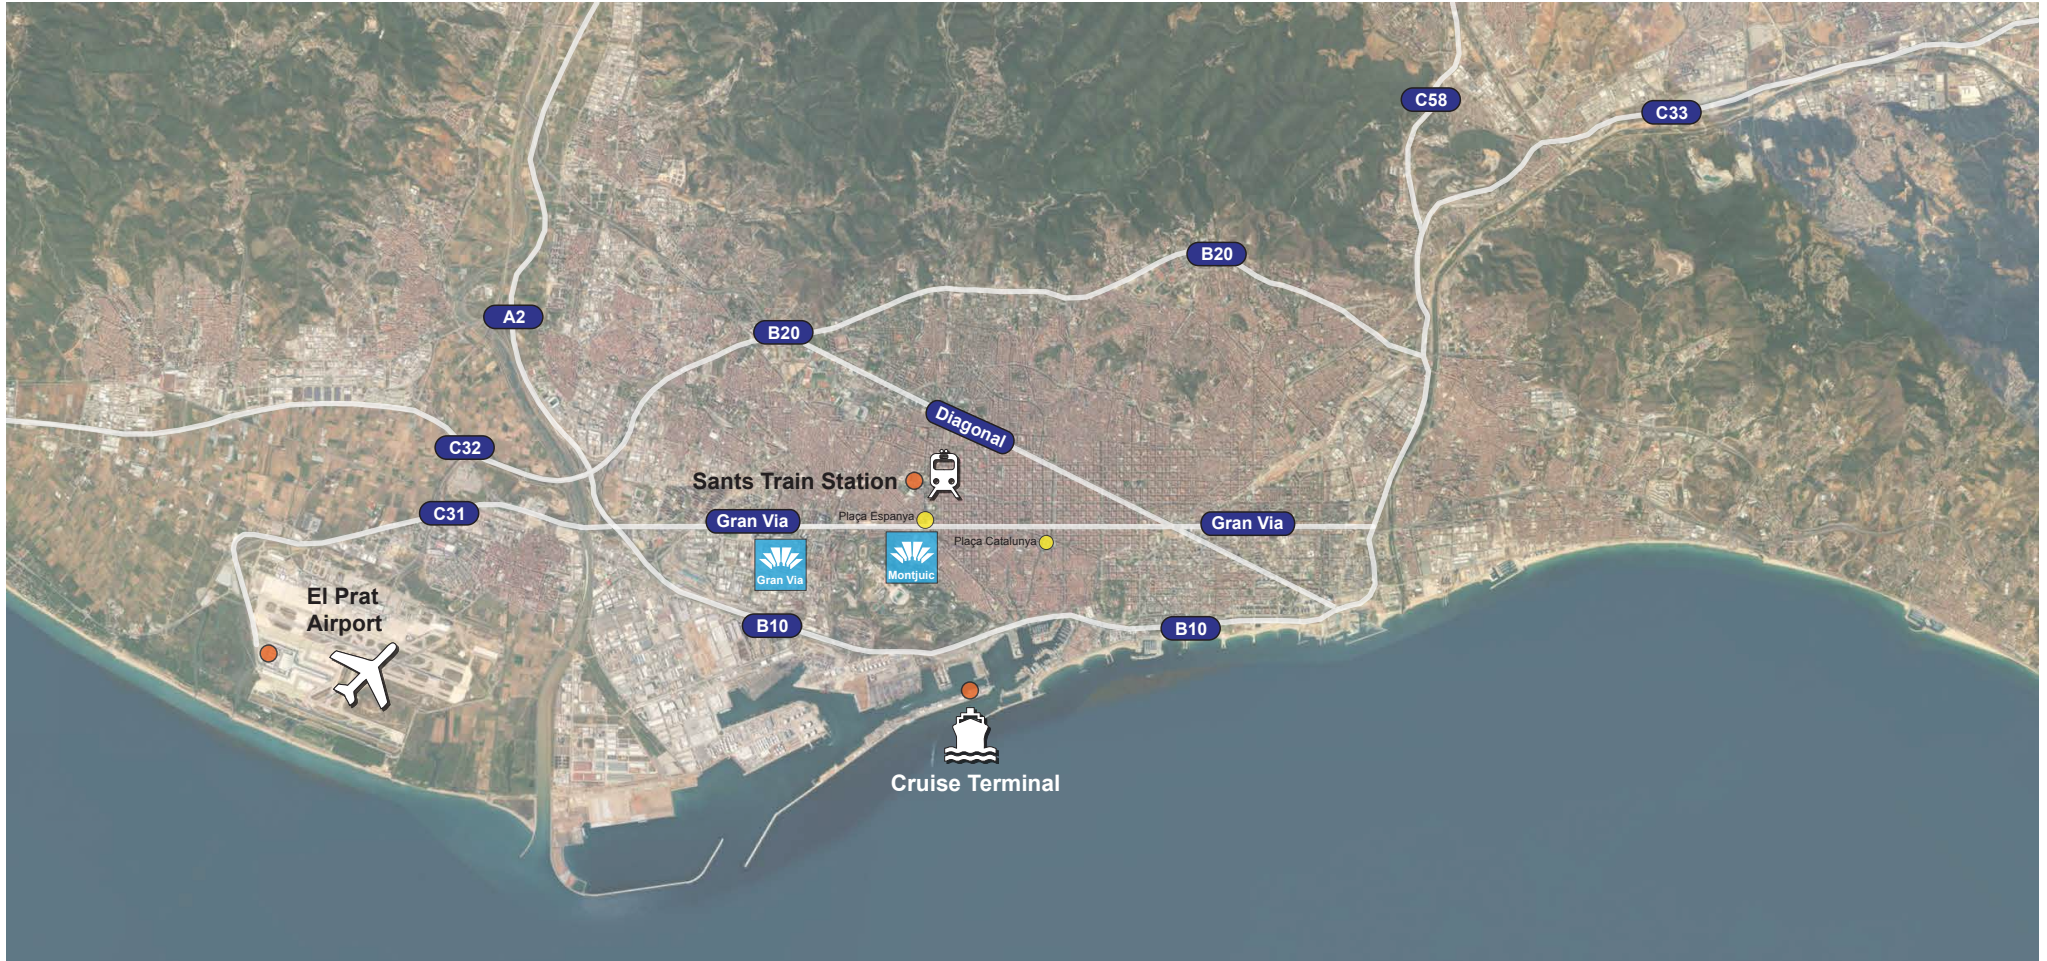 C58
C33
B20
A2
B20
Diagonal
C32
Sants Train Station
C31
Gran Via
Plaça Espanya
Gran Via
Plaça Catalunya
Gran Via
Montjuic
El Prat
Airport
B10
B10
Cruise Terminal